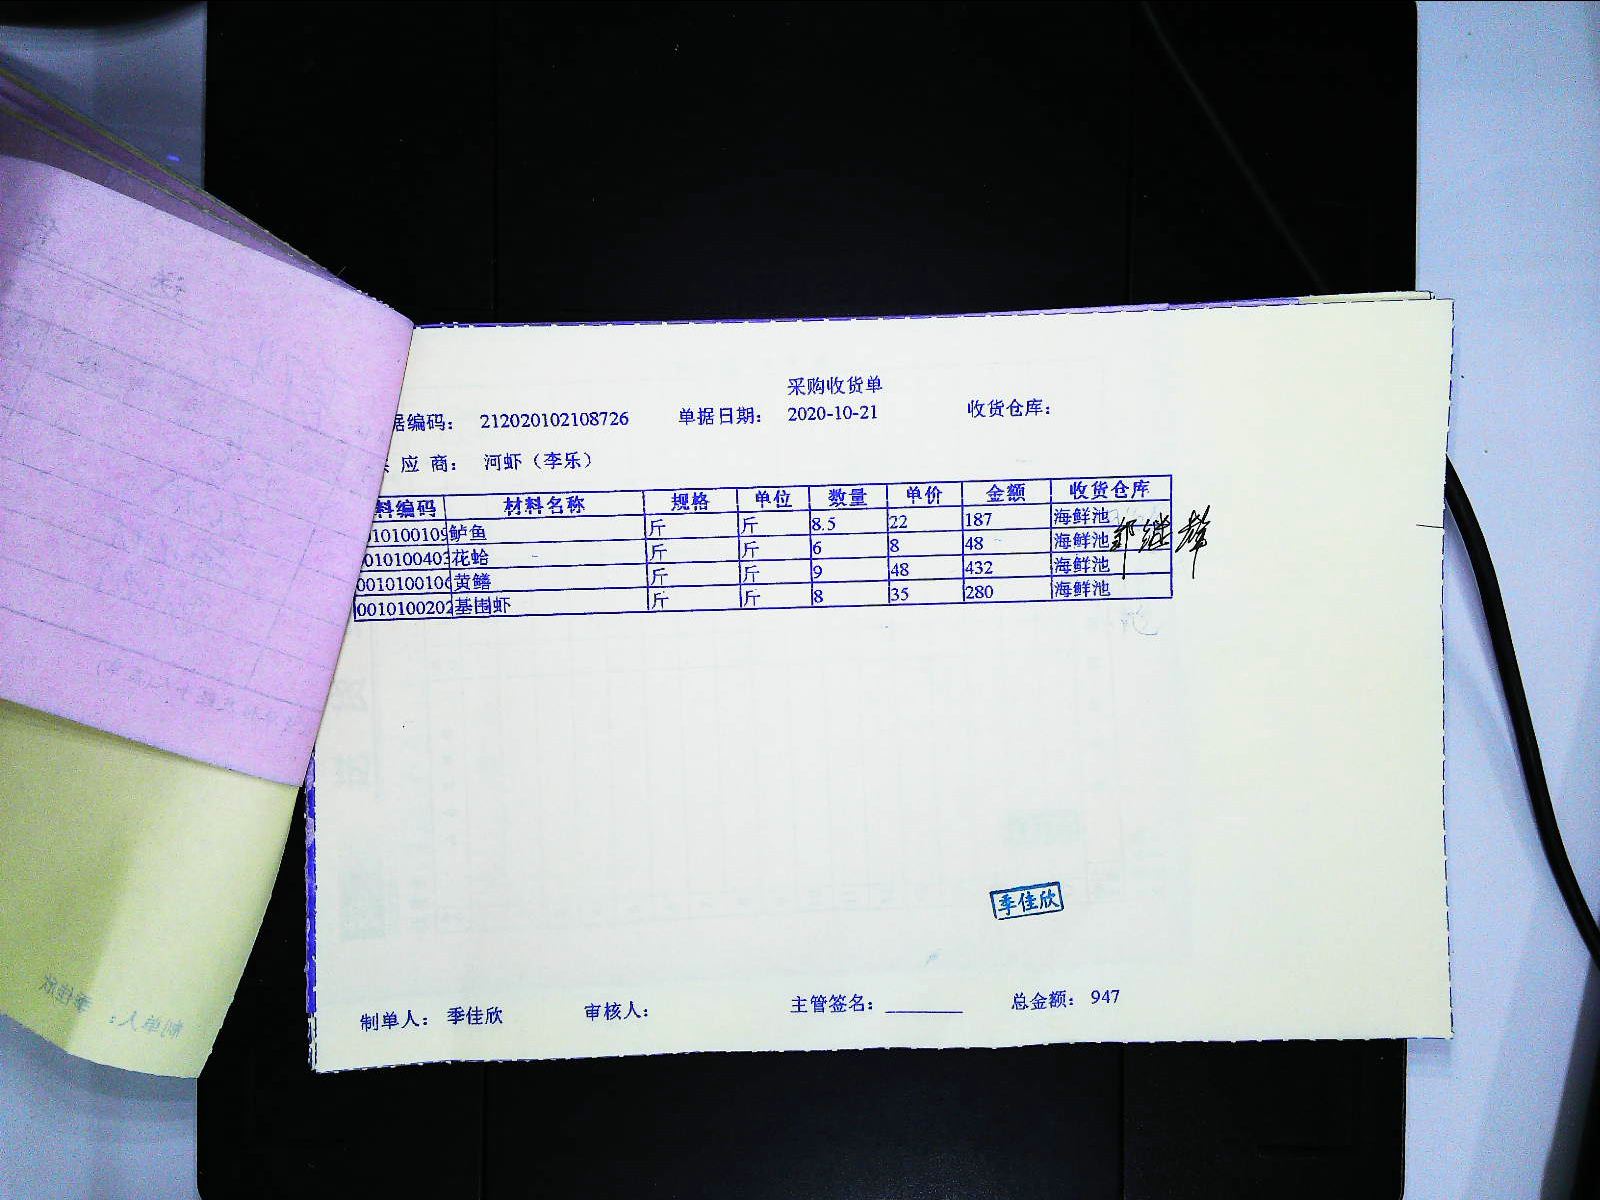 采购收货单
据编码： 212020102108726 单据日期： 2020-10-21 收货仓库：
应 商： 河虾（李乐）
料编码 材料名称 规格 单位 数量 单价 金额 收货仓库
010100109 鲈鱼 斤 斤 8.5 22 187 海鲜池
010100403 花蛤 斤 斤 6 8 48 海鲜池
0010100106 黄鳝 斤 斤 9 48 432 海鲜池
0010100202 基围虾 斤 斤 8 35 280 海鲜池
季佳欣
制单人： 季佳欣 审核人： 主管签名：________ 总金额： 947